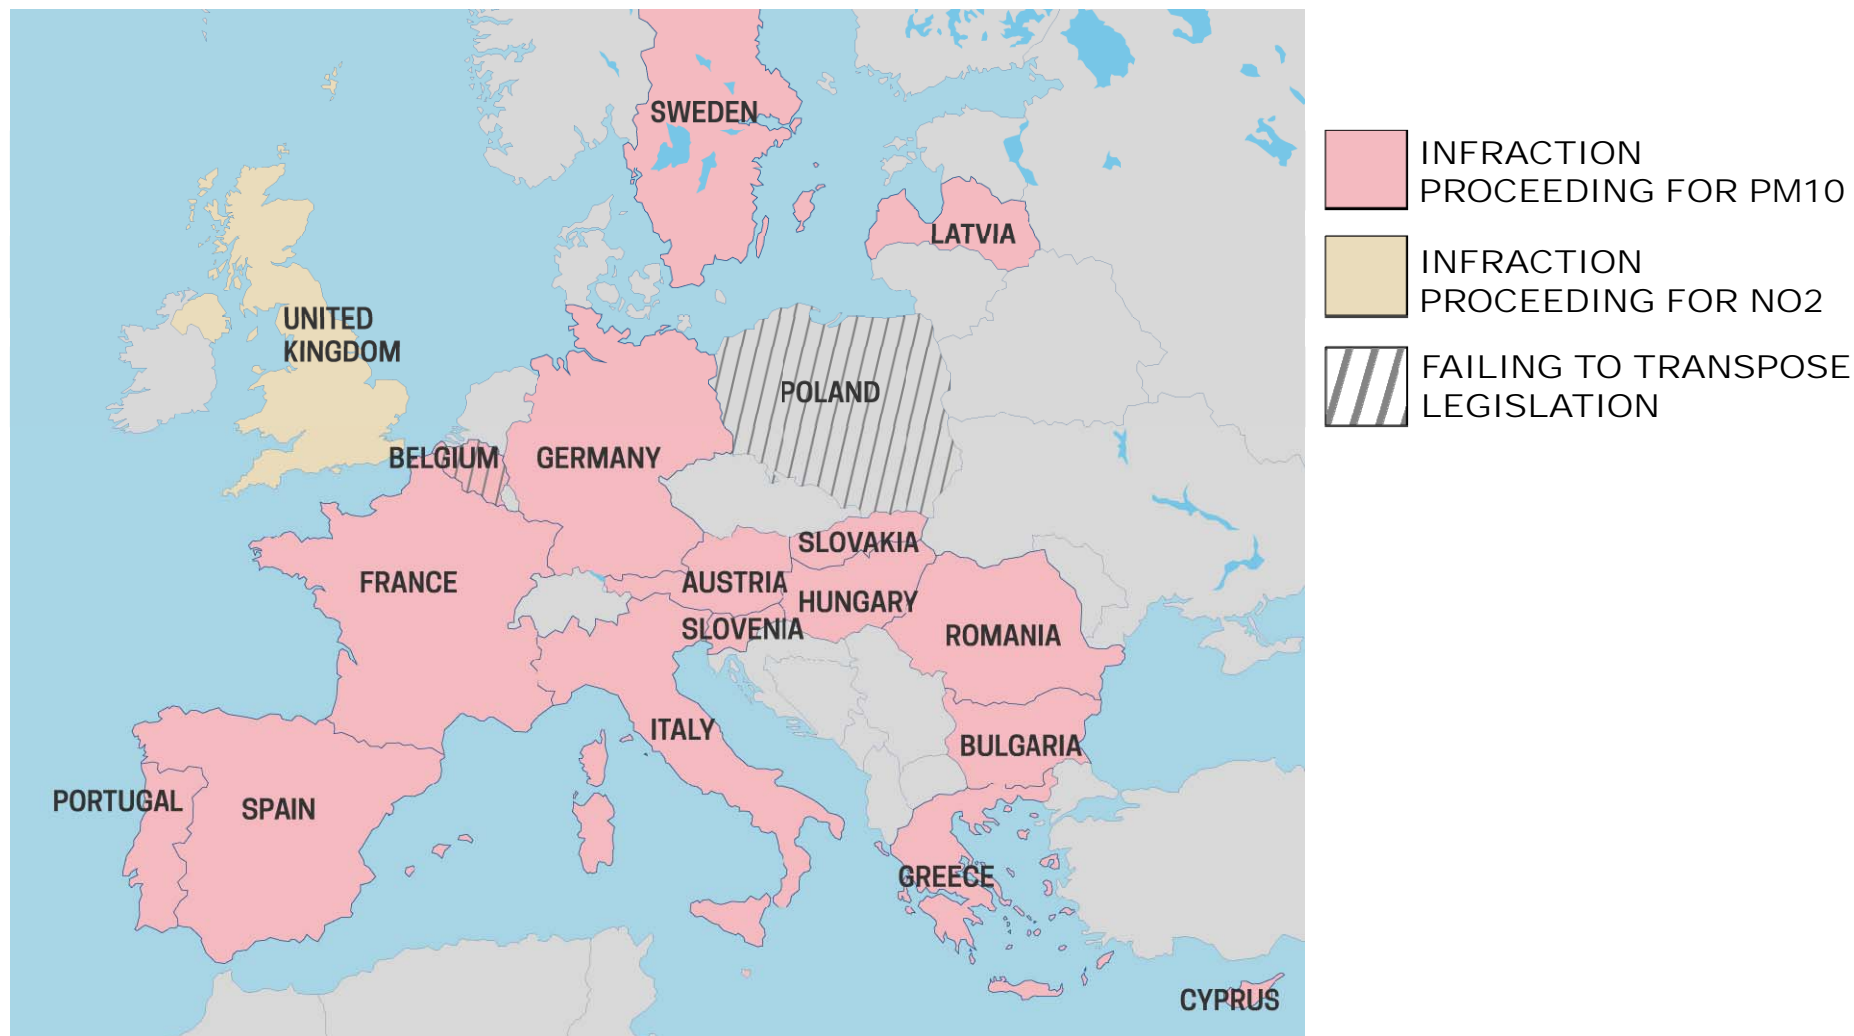 SWEDEN
LATVIA
UNITED
KINGDOM
POLAND
BELGIUM
GERMANY
SLOVAKIA
FRANCE
AUSTRIA
HUNGARY
SLOVENIA
ROMANIA
ITALY
BULGARIA
PORTUGAL
SPAIN
GREECE
CYPRUS
INFRACTION
PROCEEDING FOR PM10
INFRACTION
PROCEEDING FOR NO2
FAILING TO TRANSPOSE
LEGISLATION